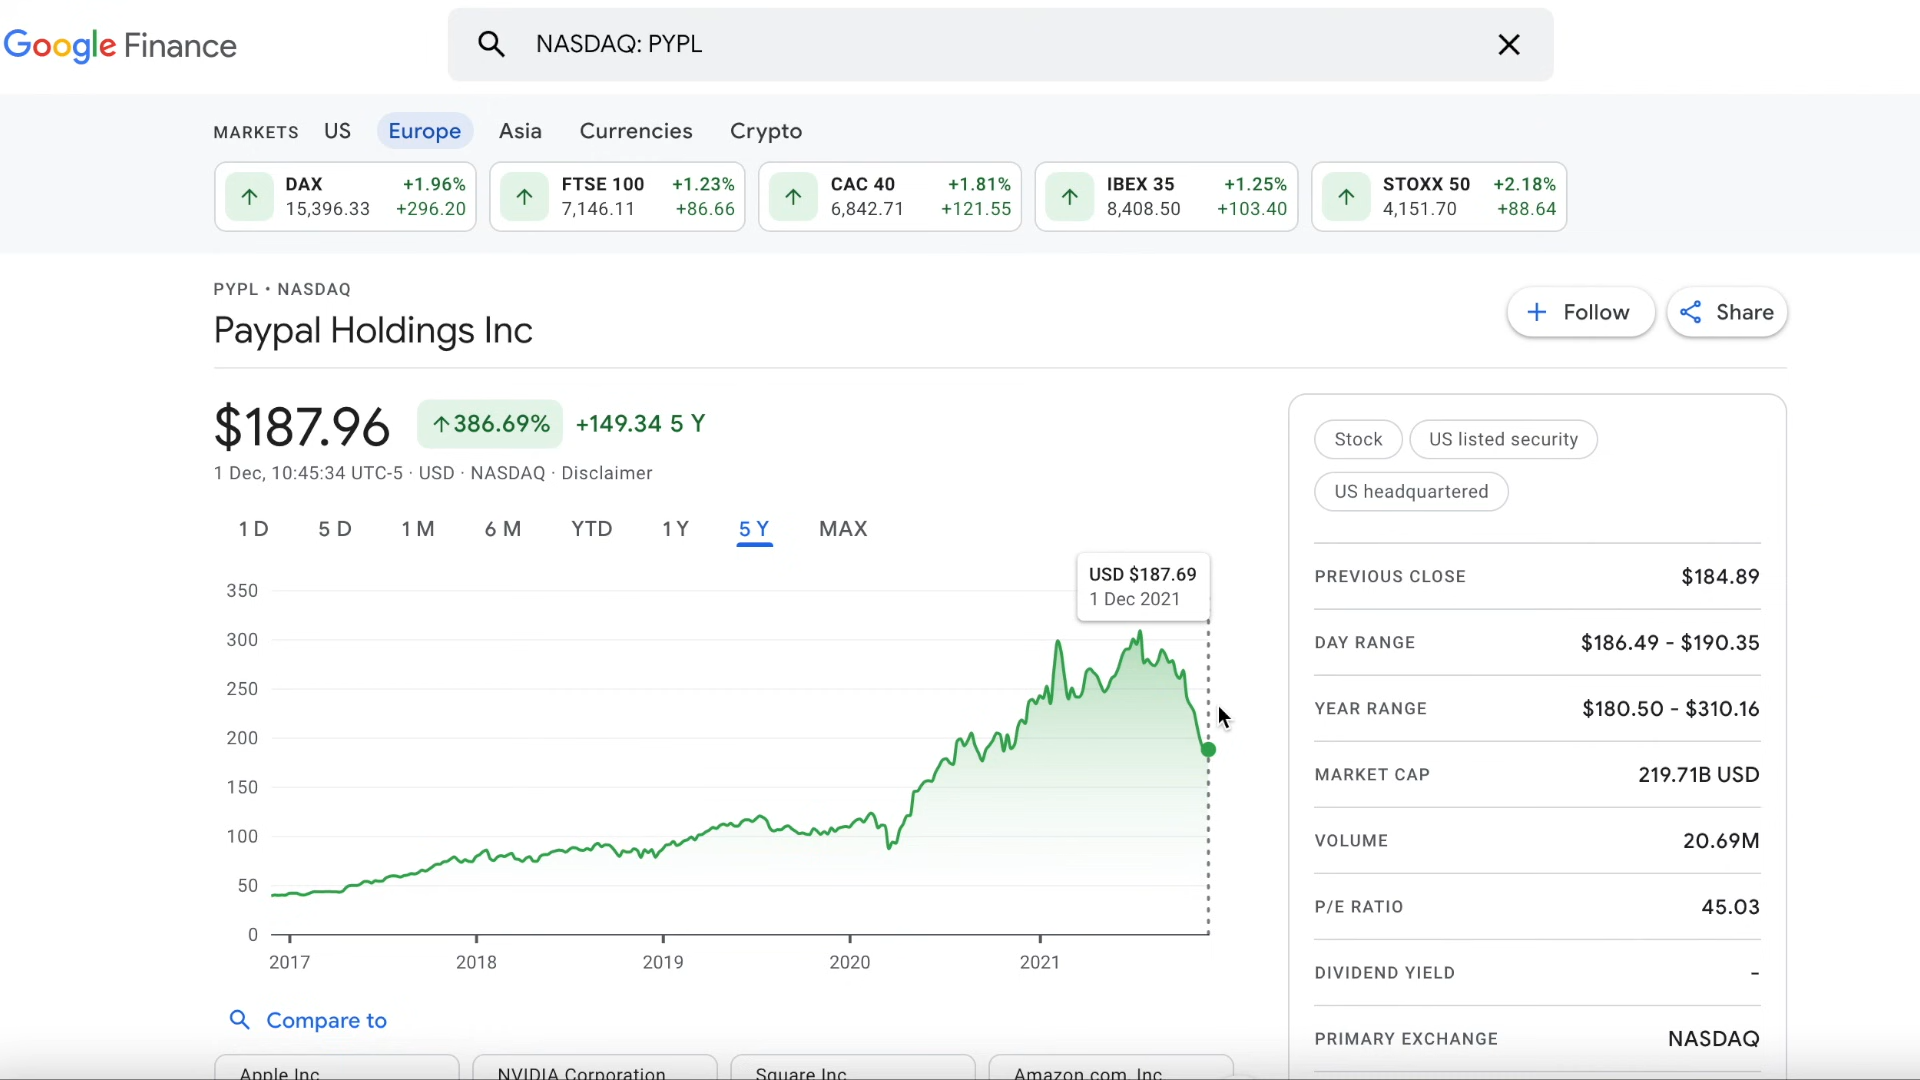 Google Finance
NASDAQ: PYPL
MARKETS US Europe Asia Currencies Crypto
DAX +1.96%
15,396.33 +296.20
FTSE 100 +1.23%
7,146.11 +86.66
CAC 40 +1.81%
6,842.71 +121.55
IBEX 35 +1.25%
8,408.50 +103.40
STOXX 50 +2.18%
4,151.70 +88.64
PYPL • NASDAQ
Paypal Holdings Inc
+ Follow
Share
$187.96 ↑386.69% +149.34 5 Y
1 Dec, 10:45:34 UTC-5 · USD · NASDAQ · Disclaimer
1 D 5 D 1 M 6 M YTD 1 Y 5 Y MAX
USD $187.69
1 Dec 2021
350
300
250
200
150
100
50
0
2017 2018 2019 2020 2021
Compare to
Apple Inc NVIDIA Corporation Square Inc Amazon.com, Inc.
Stock US listed security
US headquartered
PREVIOUS CLOSE $184.89
DAY RANGE $186.49 - $190.35
YEAR RANGE $180.50 - $310.16
MARKET CAP 219.71B USD
VOLUME 20.69M
P/E RATIO 45.03
DIVIDEND YIELD -
PRIMARY EXCHANGE NASDAQ